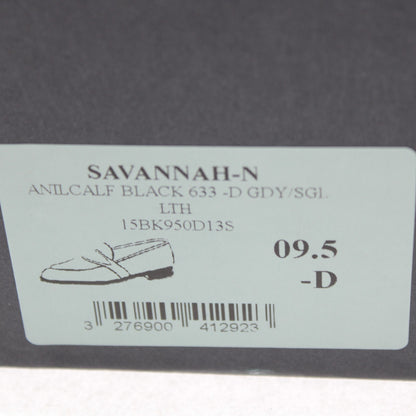 SAVANNAH-N
ANILCALF BLACK 633 -D GDY/SGL
LTH
15BK950D13S
09.5
-D
3 276900 412923